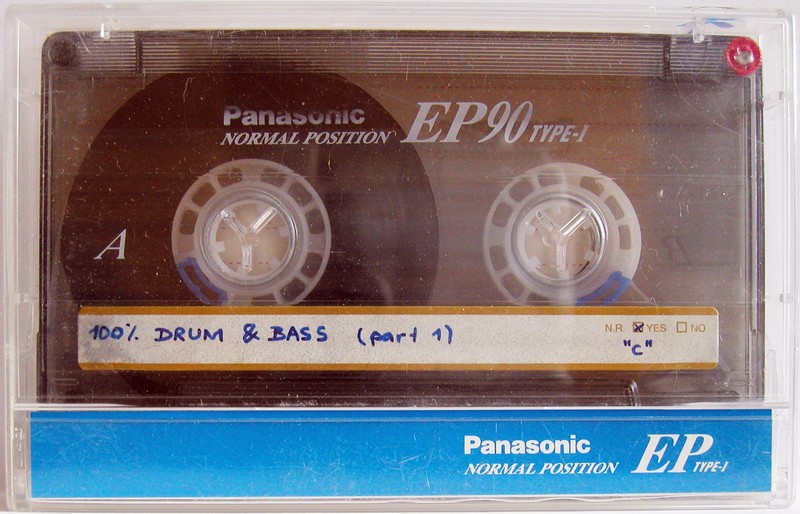 Panasonic EP90 TYPE-I
NORMAL POSITION
A
100% DRUM & BASS (part 1) N.R. YES NO
"C"
Panasonic EP TYPE-I
NORMAL POSITION